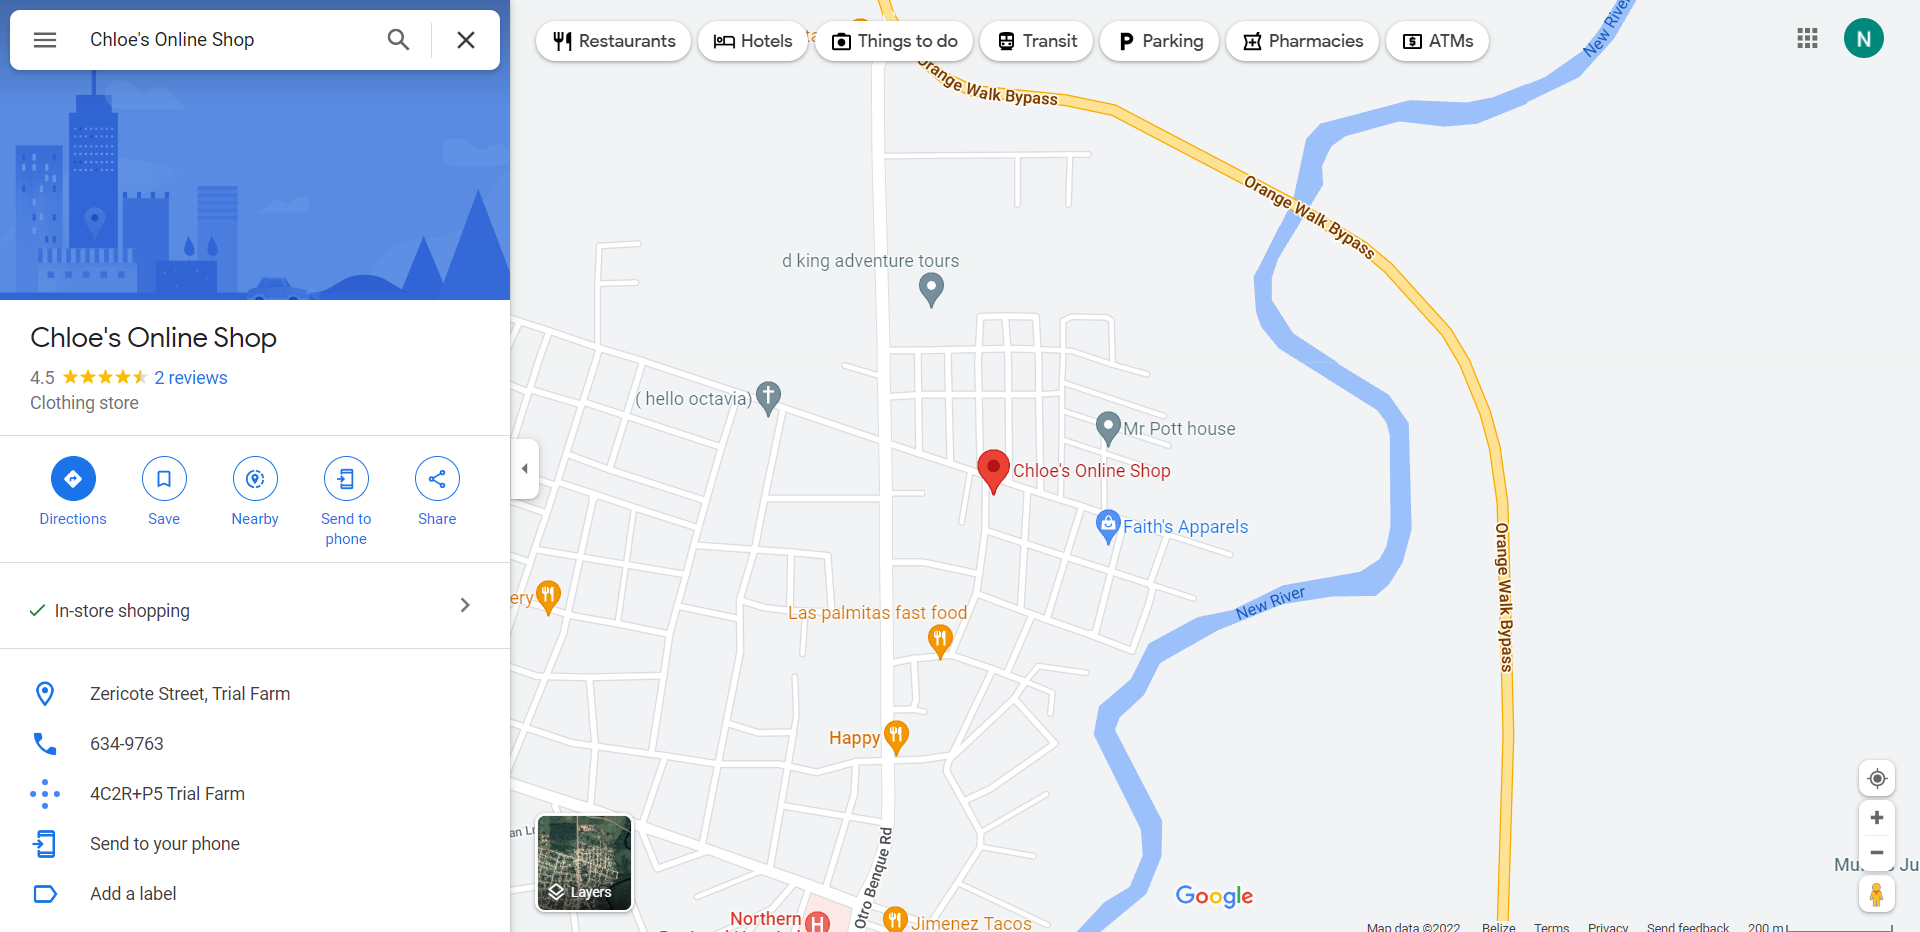 Chloe's Online Shop
Restaurants
Hotels
Things to do
Transit
Parking
Pharmacies
ATMs
N
Chloe's Online Shop
4.5
2 reviews
Clothing store
Directions
Save
Nearby
Send to
phone
Share
In-store shopping
Zericote Street, Trial Farm
634-9763
4C2R+P5 Trial Farm
Send to your phone
Add a label
New River
Orange Walk Bypass
Orange Walk Bypass
d king adventure tours
( hello octavia)
Mr Pott house
Chloe's Online Shop
Faith's Apparels
Orange Walk Bypass
ery
New River
Las palmitas fast food
Happy
Otro Benque Rd
Layers
Northern
H
Jimenez Tacos
Google
Map data ©2022
Belize
Terms
Privacy
Send feedback
200 m